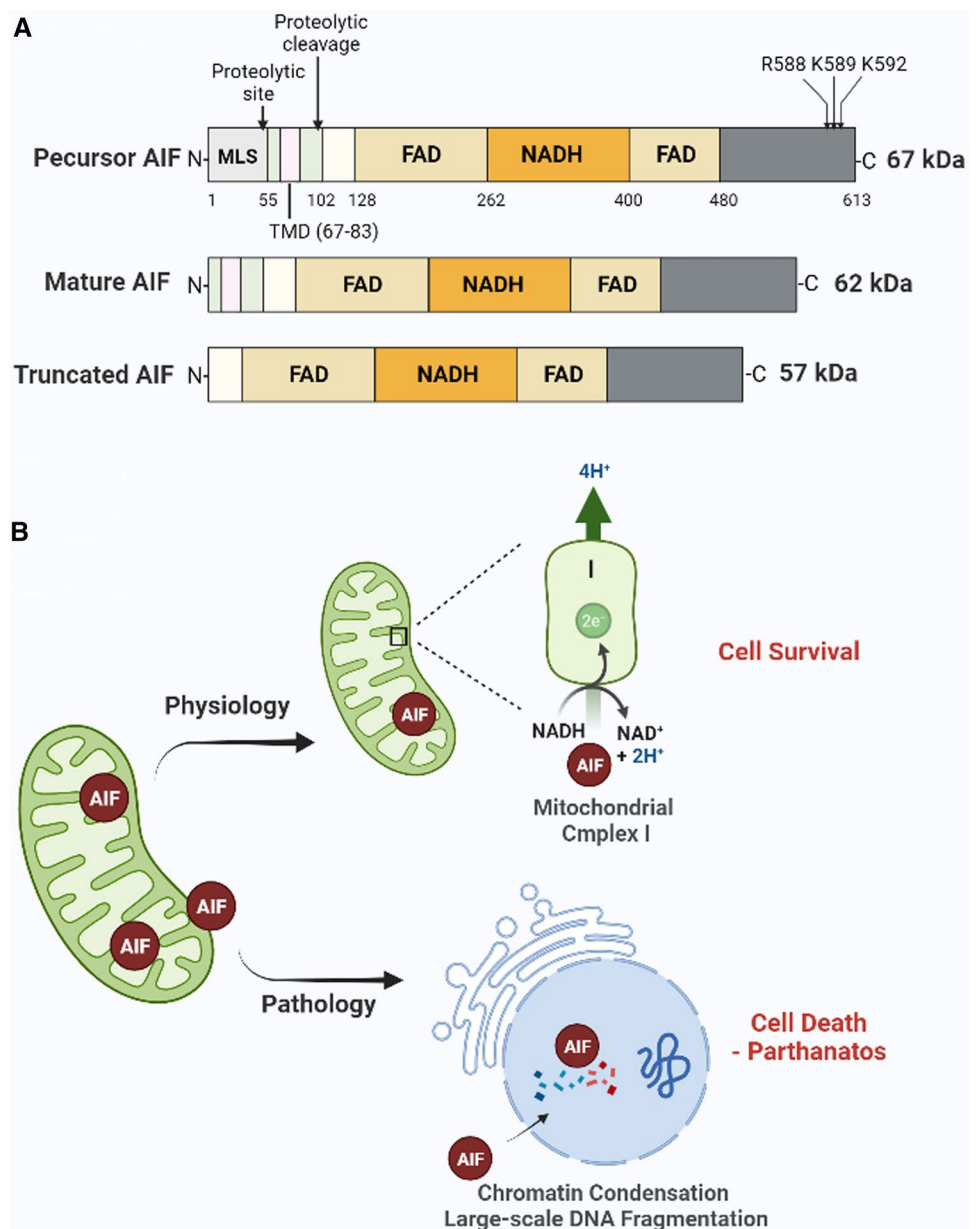 A
Proteolytic
cleavage
Proteolytic
site
R588 K589 K592
Pecursor AIF N- MLS FAD NADH FAD -C 67 kDa
1 55 102 128 262 400 480 613
TMD (67-83)
Mature AIF N- FAD NADH FAD -C 62 kDa
Truncated AIF N- FAD NADH FAD -C 57 kDa
B
4H⁺
I
2e⁻
Cell Survival
Physiology
AIF
NADH
NAD⁺
+ 2H⁺
AIF
Mitochondrial
Cmplex I
AIF
AIF
AIF
Pathology
Cell Death
- Parthanatos
AIF
AIF
Chromatin Condensation
Large-scale DNA Fragmentation